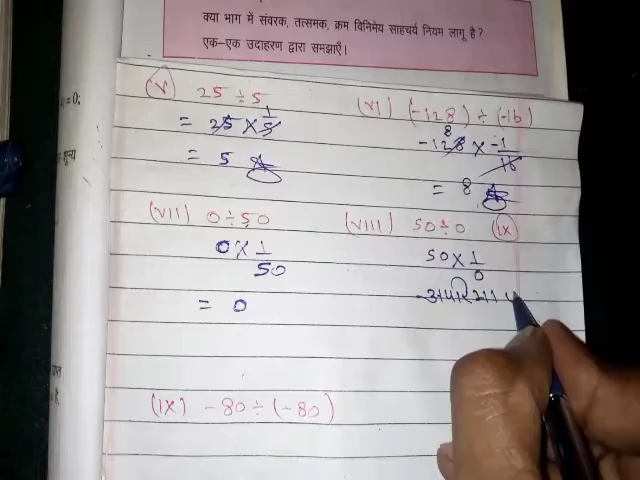 क्या भाग में संवरक, तत्समक, क्रम विनिमेय साहचर्य नियम लागू है?
एक-एक उदाहरण द्वारा समझाएँ।
= 0;
(v) 25 ÷ 5
= 25 × 1/5
= 5
(vi) (-128) ÷ (-16)
8
-128 × -1/16
= 8
(vii) 0 ÷ 50
0 × 1/50
= 0
(viii) 50 ÷ 0 (ix
50 × 1/0
(ix) -80 ÷ (-80)